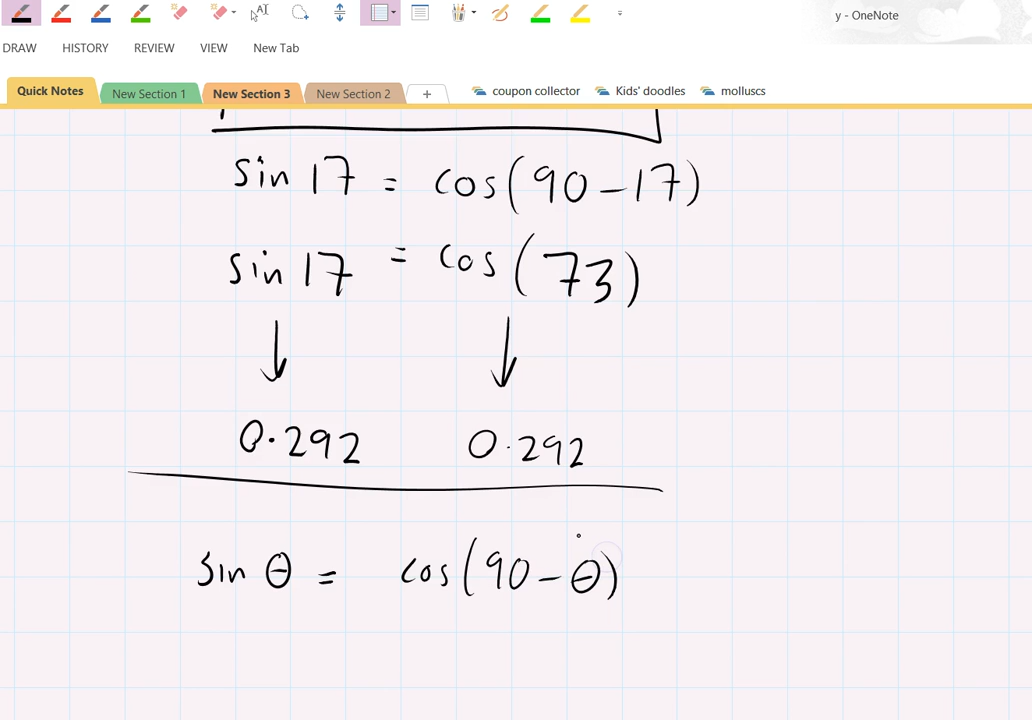 y - OneNote
DRAW HISTORY REVIEW VIEW New Tab
Quick Notes New Section 1 New Section 3 New Section 2 + coupon collector Kids' doodles molluscs
sin 17 = cos(90-17)
sin 17 = cos(73)
↓ ↓
0.292 0.292
sin θ = cos(90-θ)